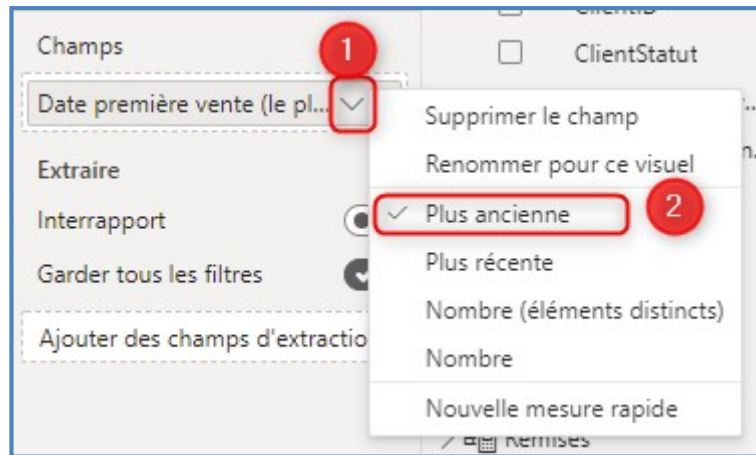 ClientID
Champs
1
ClientStatut
Date première vente (le pl...
Supprimer le champ
Extraire
Renommer pour ce visuel
Interrapport
Plus ancienne
2
Garder tous les filtres
Plus récente
Nombre (éléments distincts)
Ajouter des champs d'extractio
Nombre
Nouvelle mesure rapide
Remises